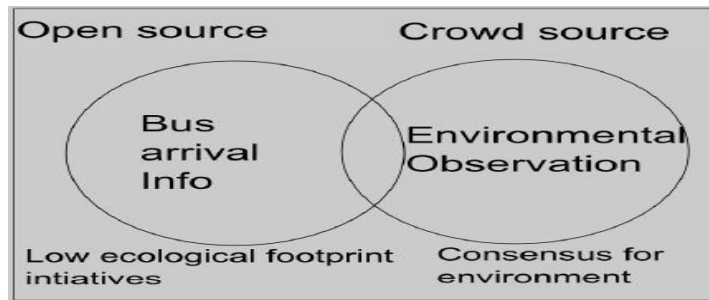 Open source
Crowd source
Bus
arrival
Info
Environmental
Observation
Low ecological footprint
intiatives
Consensus for
environment